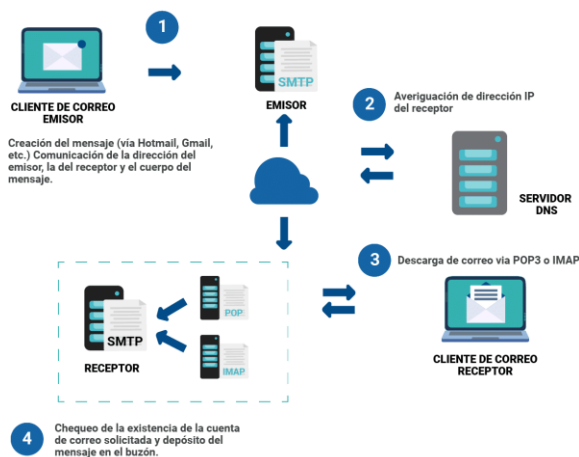 1
SMTP
EMISOR
CLIENTE DE CORREO
EMISOR
Creación del mensaje (vía Hotmail, Gmail,
etc.) Comunicación de la dirección del
emisor, la del receptor y el cuerpo del
mensaje.
2
Averiguación de dirección IP
del receptor
SERVIDOR
DNS
3
Descarga de correo via POP3 o IMAP
CLIENTE DE CORREO
RECEPTOR
POP
SMTP
IMAP
RECEPTOR
4
Chequeo de la existencia de la cuenta
de correo solicitada y depósito del
mensaje en el buzón.